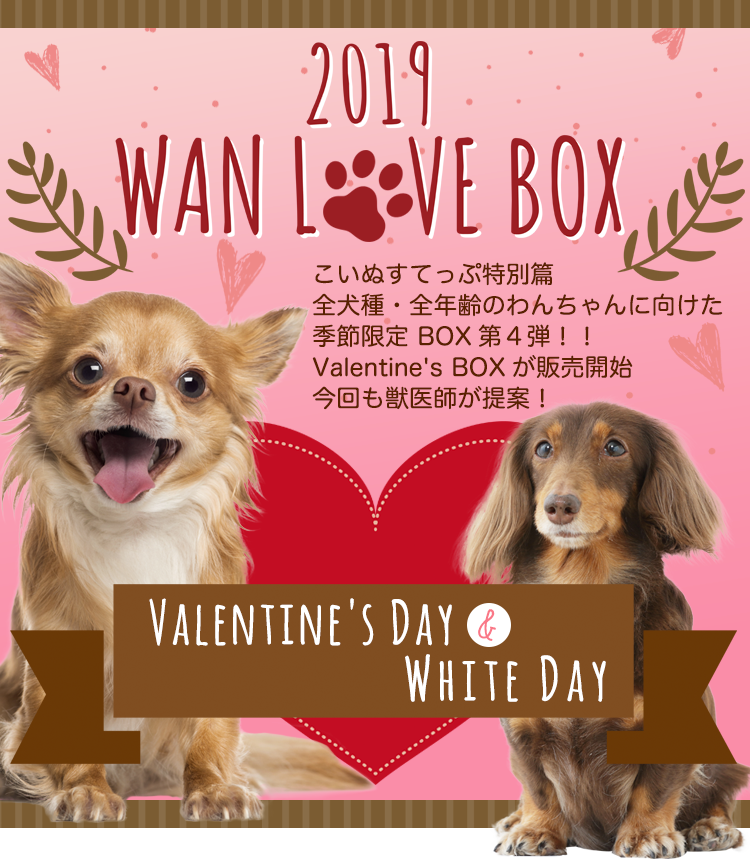 2019
WAN LOVE BOX
こいぬすてっぷ特別篇
全犬種・全年齢のわんちゃんに向けた
季節限定 BOX 第４弾！！
Valentine's BOX が販売開始
今回も獣医師が提案！
VALENTINE'S DAY &
WHITE DAY